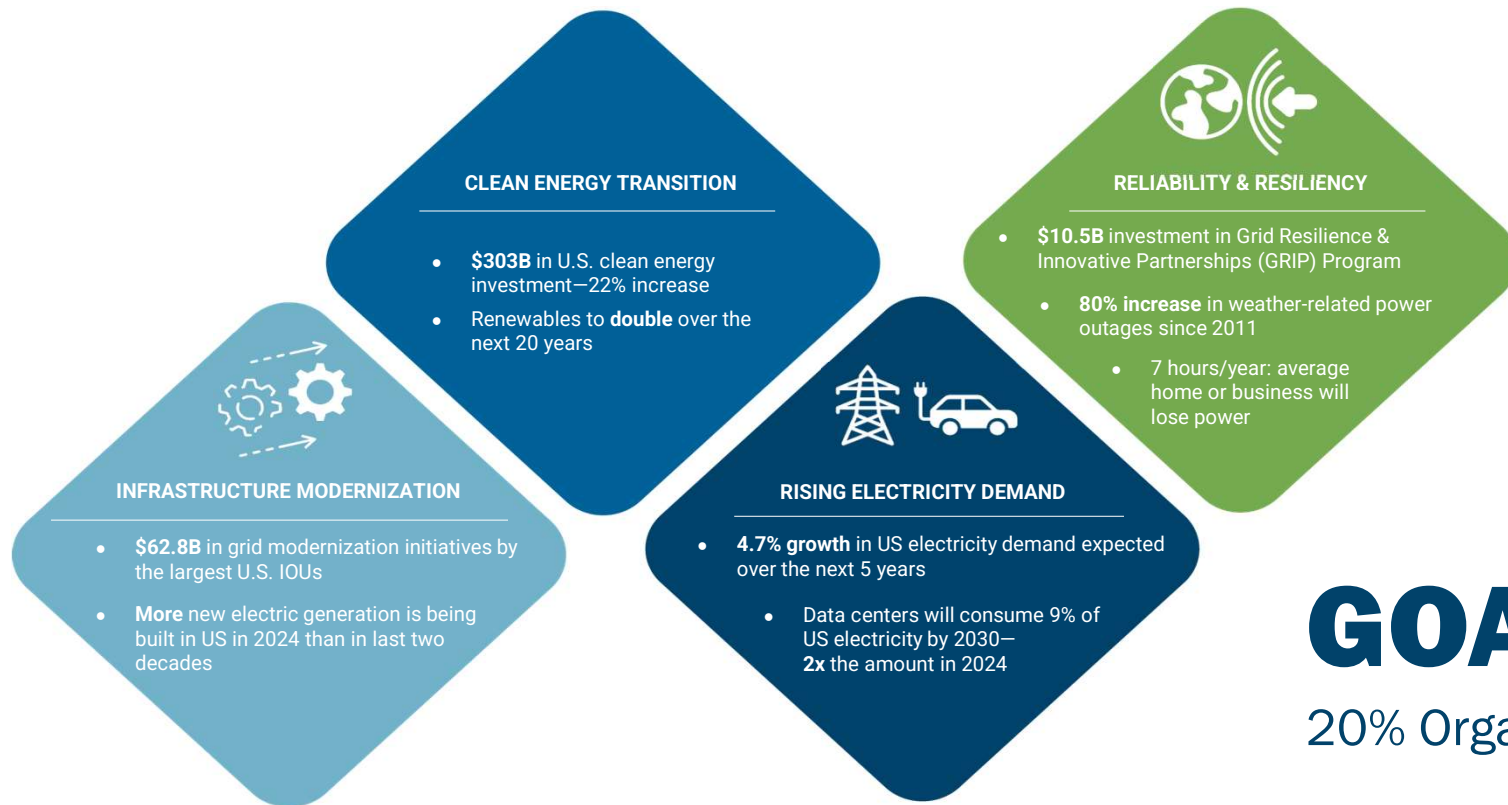 CLEAN ENERGY TRANSITION
• $303B in U.S. clean energy
investment—22% increase
• Renewables to double over the
next 20 years
RELIABILITY & RESILIENCY
• $10.5B investment in Grid Resilience &
Innovative Partnerships (GRIP) Program
• 80% increase in weather-related power
outages since 2011
• 7 hours/year: average
home or business will
lose power
INFRASTRUCTURE MODERNIZATION
• $62.8B in grid modernization initiatives by
the largest U.S. IOUs
• More new electric generation is being
built in US in 2024 than in last two
decades
RISING ELECTRICITY DEMAND
• 4.7% growth in US electricity demand expected
over the next 5 years
• Data centers will consume 9% of
US electricity by 2030—
2x the amount in 2024
20%